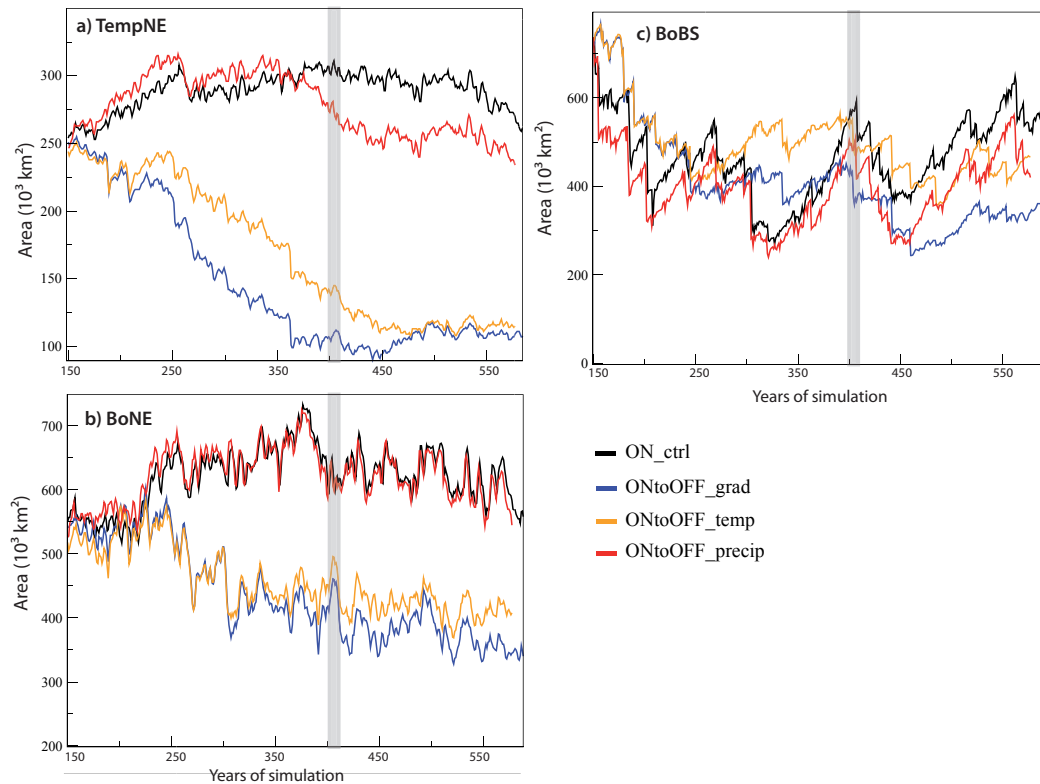 a) TempNE
Area (10³ km²)
300
250
200
150
100
150
250
350
450
550
b) BoNE
Area (10³ km²)
700
600
500
400
300
200
150
250
350
450
550
Years of simulation
c) BoBS
Area (10³ km²)
600
400
200
0
150
250
350
450
550
Years of simulation
ON_ctrl
ONtoOFF_grad
ONtoOFF_temp
ONtoOFF_precip